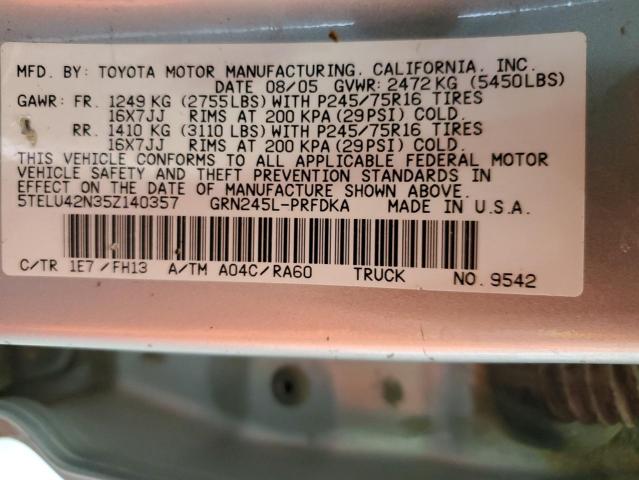 MFD. BY: TOYOTA MOTOR MANUFACTURING, CALIFORNIA, INC.
DATE 08/05 GVWR: 2472 KG (5450LBS)
GAWR: FR. 1249 KG (2755LBS) WITH P245/75R16 TIRES
16X7JJ RIMS AT 200 KPA (29PSI) COLD.
RR. 1410 KG (3110 LBS) WITH P245/75R16 TIRES
16X7JJ RIMS AT 200 KPA (29PSI) COLD.
THIS VEHICLE CONFORMS TO ALL APPLICABLE FEDERAL MOTOR
VEHICLE SAFETY AND THEFT PREVENTION STANDARDS IN
EFFECT ON THE DATE OF MANUFACTURE SHOWN ABOVE.
5TELU42N35Z140357 GRN245L-PRFDKA MADE IN U.S.A.
C/TR 1E7/FH13 A/TM A04C/RA60 TRUCK NO. 9542